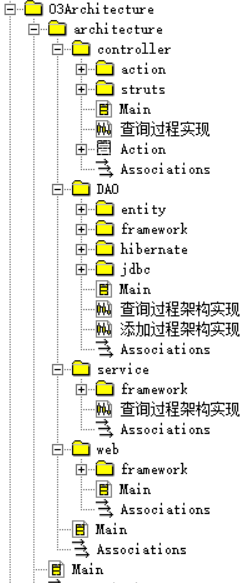 03Architecture
architecture
controller
action
struts
Main
查询过程实现
Action
Associations
DAO
entity
framework
hibernate
jdbc
Main
查询过程架构实现
添加过程架构实现
Associations
service
framework
查询过程架构实现
Associations
web
framework
Main
Associations
Main
Associations
Main